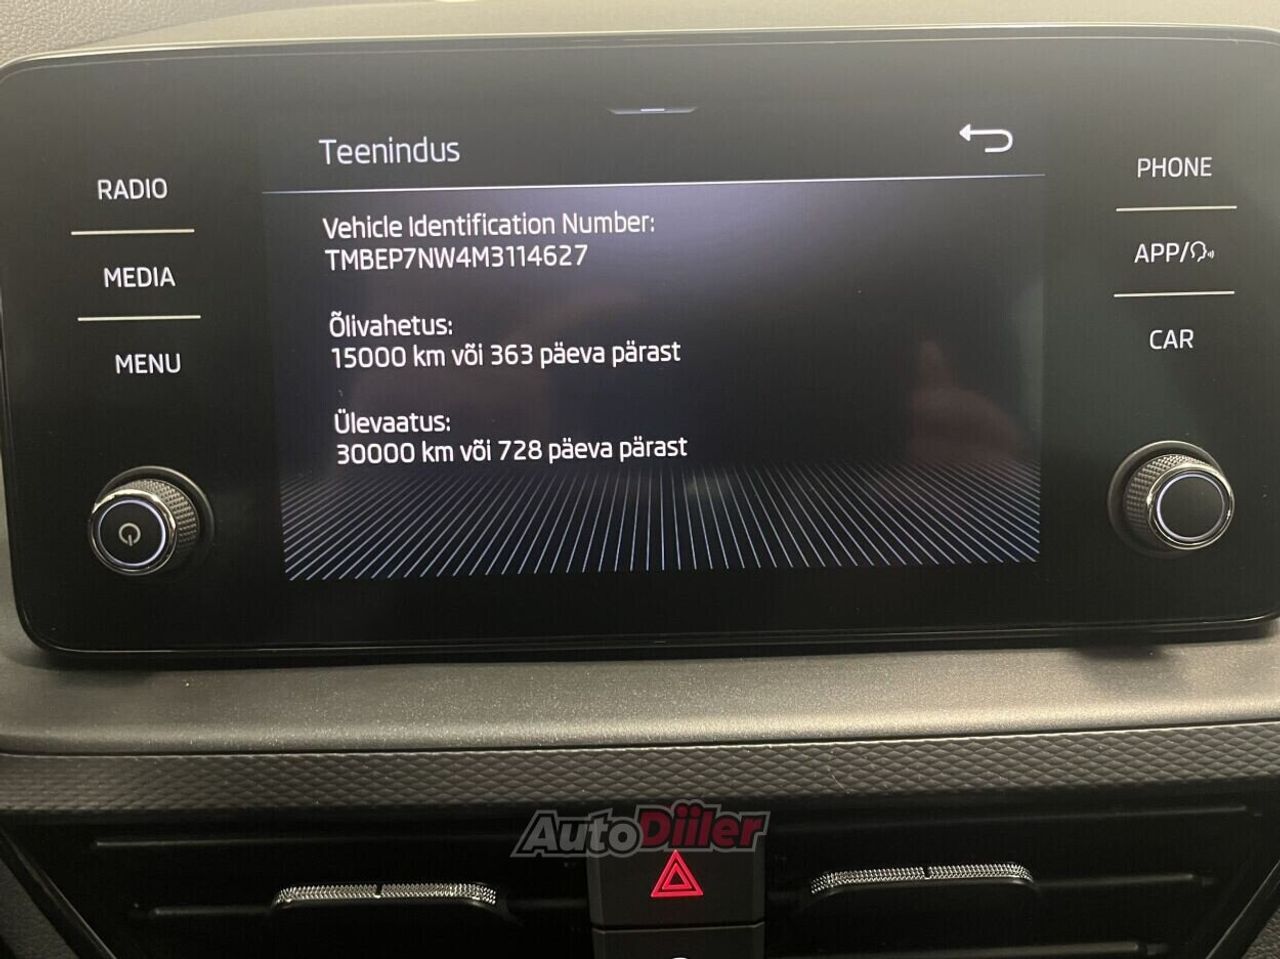 Teenindus
RADIO
MEDIA
MENU
Vehicle Identification Number:
TMBEP7NW4M3114627
Õlivahetus:
15000 km või 363 päeva pärast
Ülevaatus:
30000 km või 728 päeva pärast
PHONE
APP/
CAR
AutoDiiler